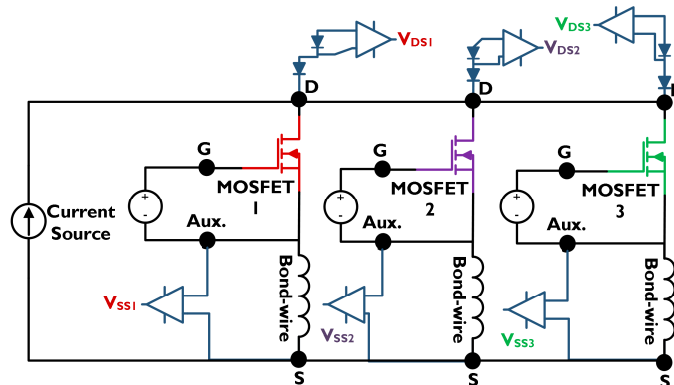 VDS1
VDS2
VDS3
D
D
G
G
G
MOSFET
1
MOSFET
2
MOSFET
3
+
-
+
-
+
-
Current
Source
Aux.
Aux.
Aux.
Bond-wire
Bond-wire
Bond-wire
VSS1
VSS2
VSS3
S
S
S